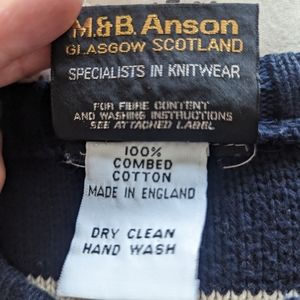 M.&B. Anson
GLASGOW SCOTLAND
SPECIALISTS IN KNITWEAR
FOR FIBRE CONTENT
AND WASHING INSTRUCTIONS
SEE ATTACHED LABEL
100%
COMBED
COTTON
MADE IN ENGLAND
DRY CLEAN
HAND WASH